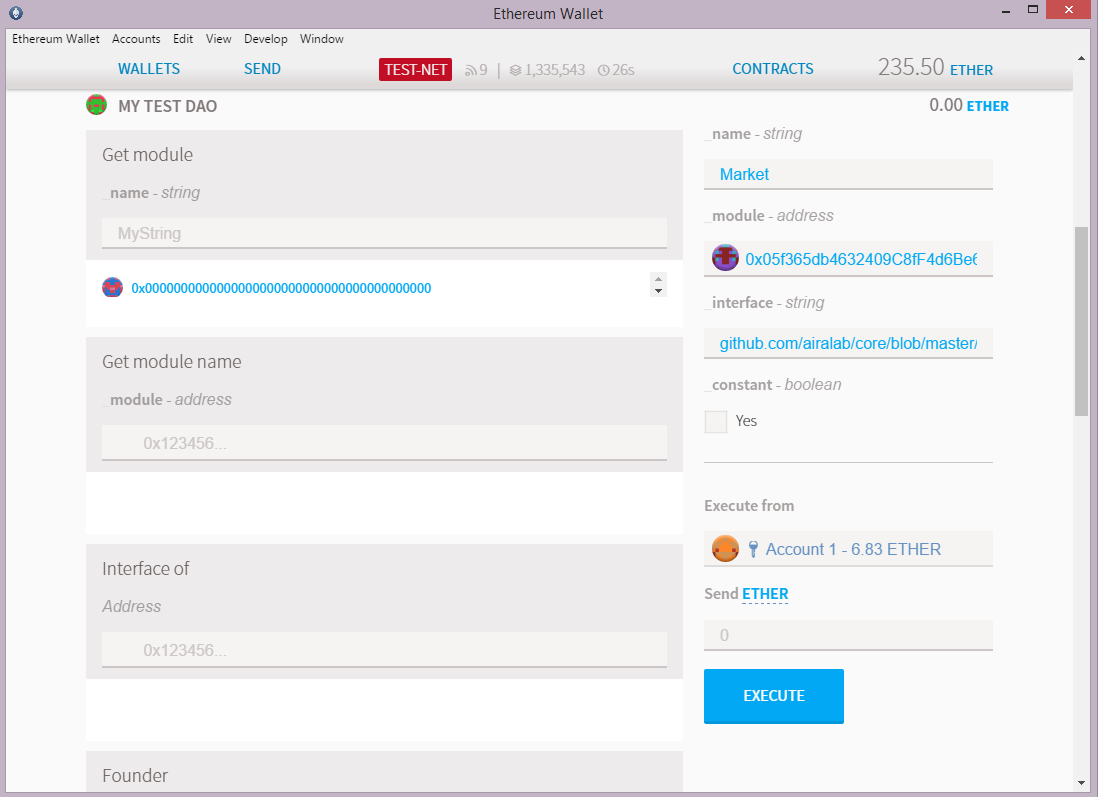 Ethereum Wallet
Ethereum Wallet Accounts Edit View Develop Window
WALLETS SEND TEST-NET 9 | 1,335,543 26s CONTRACTS 235.50 ETHER
MY TEST DAO 0.00 ETHER
Get module
_name - string
MyString
0x0000000000000000000000000000000000000000
Get module name
_module - address
0x123456...
Interface of
Address
0x123456...
Founder
_name - string
Market
_module - address
0x05f365db4632409C8fF4d6Be6
_interface - string
github.com/airalab/core/blob/master/
_constant - boolean
Yes
Execute from
Account 1 - 6.83 ETHER
Send ETHER
0
EXECUTE